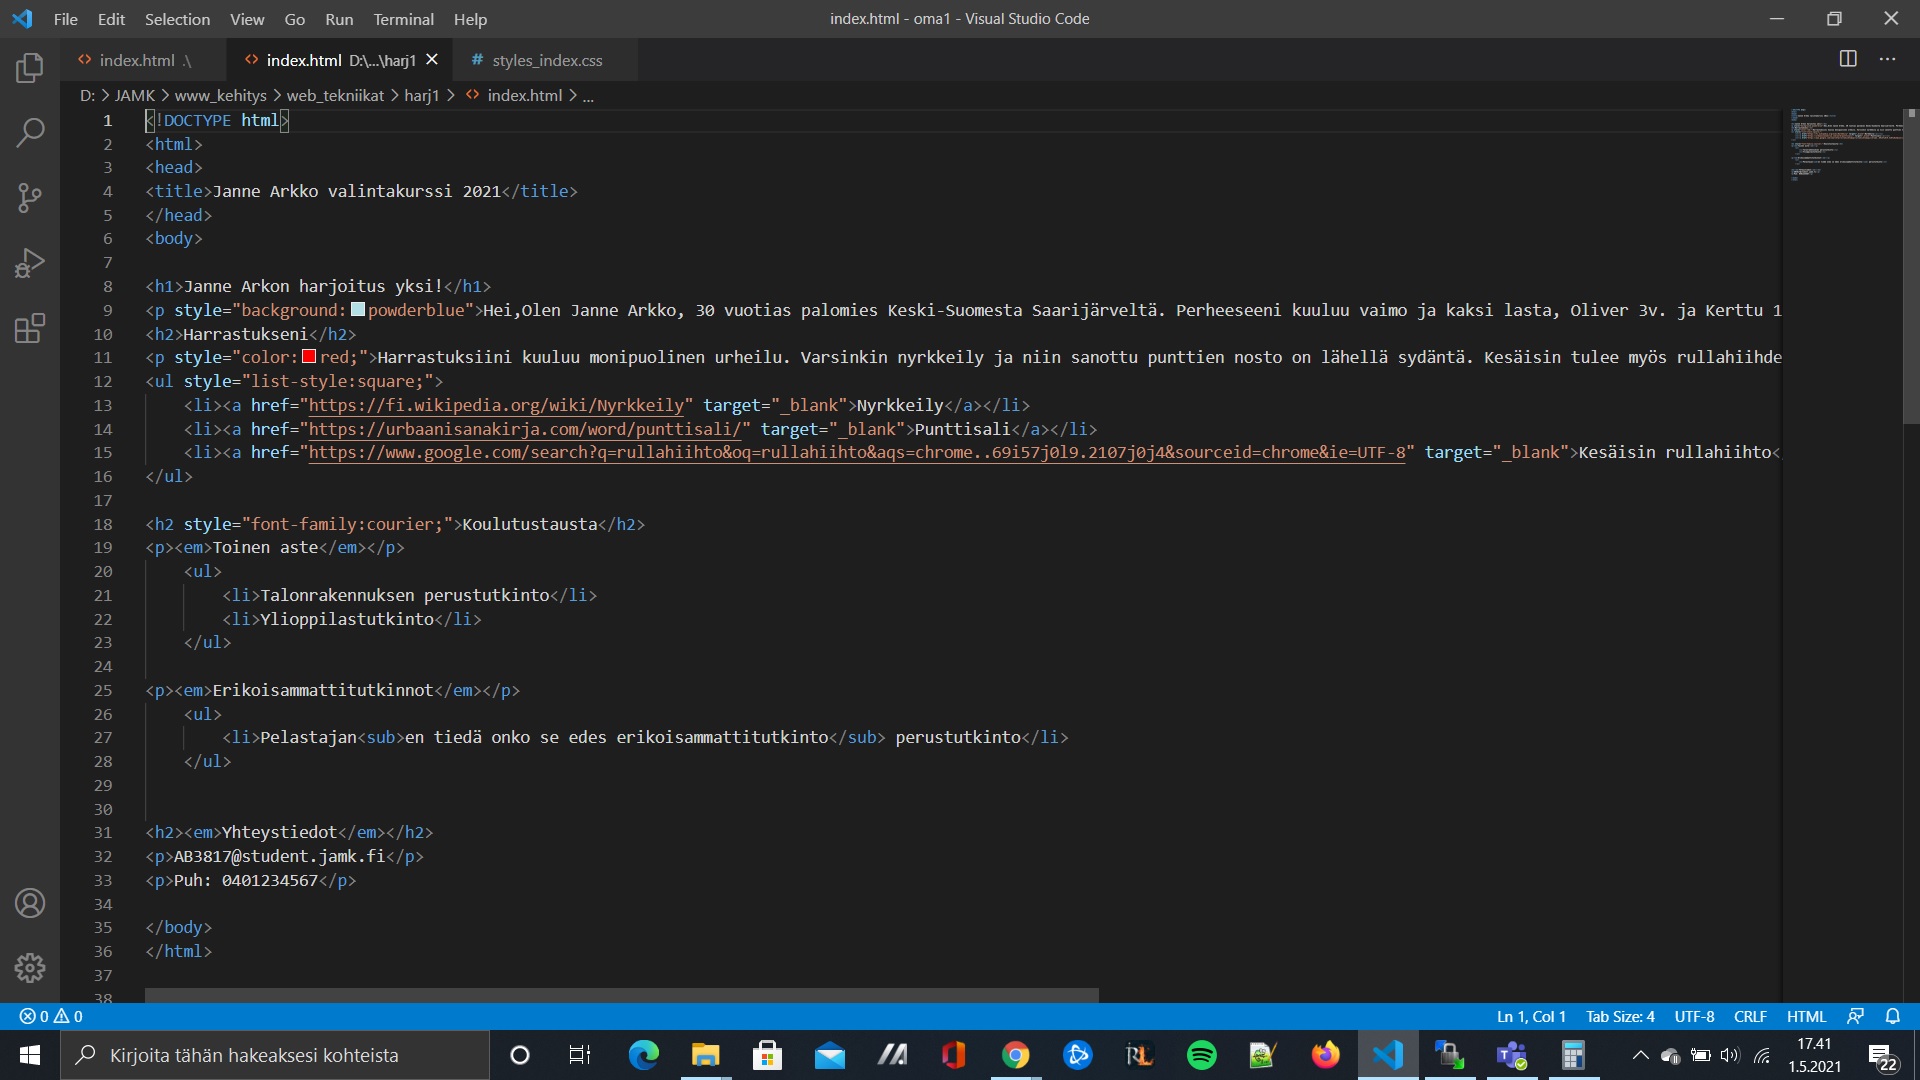 File Edit Selection View Go Run Terminal Help
index.html - oma1 - Visual Studio Code
index.html .\
index.html D:\...\harj1
# styles_index.css
D: > JAMK > www_kehitys > web_tekniikat > harj1 > index.html > ...
1 <!DOCTYPE html>
2 <html>
3 <head>
4 <title>Janne Arkko valintakurssi 2021</title>
5 </head>
6 <body>
7
8 <h1>Janne Arkon harjoitus yksi!</h1>
9 <p style="background:powderblue">Hei,Olen Janne Arkko, 30 vuotias palomies Keski-Suomesta Saarijärveltä. Perheeseeni kuuluu vaimo ja kaksi lasta, Oliver 3v. ja Kerttu 1
10 <h2>Harrastukseni</h2>
11 <p style="color:red;">Harrastuksiini kuuluu monipuolinen urheilu. Varsinkin nyrkkeily ja niin sanottu punttien nosto on lähellä sydäntä. Kesäisin tulee myös rullahiihde
12 <ul style="list-style:square;">
13 <li><a href="https://fi.wikipedia.org/wiki/Nyrkkeily" target="_blank">Nyrkkeily</a></li>
14 <li><a href="https://urbaanisanakirja.com/word/punttisali/" target="_blank">Punttisali</a></li>
15 <li><a href="https://www.google.com/search?q=rullahiihto&oq=rullahiihto&aqs=chrome..69i57j0l9.2107j0j4&sourceid=chrome&ie=UTF-8" target="_blank">Kesäisin rullahiihto<
16 </ul>
17
18 <h2 style="font-family:courier;">Koulutustausta</h2>
19 <p><em>Toinen aste</em></p>
20 <ul>
21 <li>Talonrakennuksen perustutkinto</li>
22 <li>Ylioppilastutkinto</li>
23 </ul>
24
25 <p><em>Erikoisammattitutkinnot</em></p>
26 <ul>
27 <li>Pelastajan<sub>en tiedä onko se edes erikoisammattitutkinto</sub> perustutkinto</li>
28 </ul>
29
30
31 <h2><em>Yhteystiedot</em></h2>
32 <p>AB3817@student.jamk.fi</p>
33 <p>Puh: 0401234567</p>
34
35 </body>
36 </html>
37
38
0 0
Ln 1, Col 1 Tab Size: 4 UTF-8 CRLF HTML
Kirjoita tähän hakeaksesi kohteista
17.41
1.5.2021
22